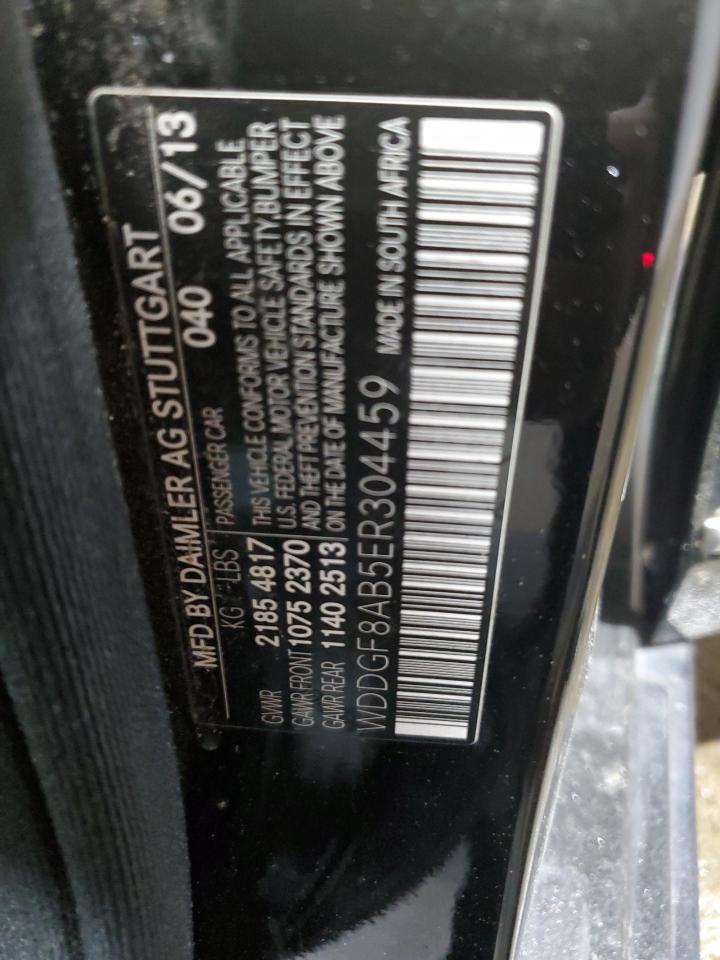 MFD BY DAIMLER AG STUTTGART
040 06/13
KG / LBS PASSENGER CAR
GVWR 2185 4817 THIS VEHICLE CONFORMS TO ALL APPLICABLE
U.S. FEDERAL MOTOR VEHICLE SAFETY,BUMPER
GAWR FRONT 1075 2370 AND THEFT PREVENTION STANDARDS IN EFFECT
GAWR REAR 1140 2513 ON THE DATE OF MANUFACTURE SHOWN ABOVE
WDDGF8AB5ER304459 MADE IN SOUTH AFRICA